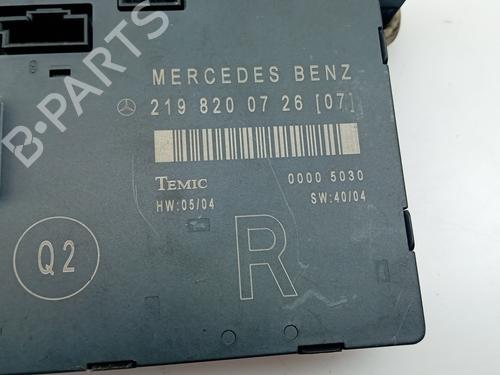 MERCEDES BENZ
219 820 07 26 [07]
TEMIC 0000 5030
HW:05/04 SW:40/04
Q2
R
B-PARTS